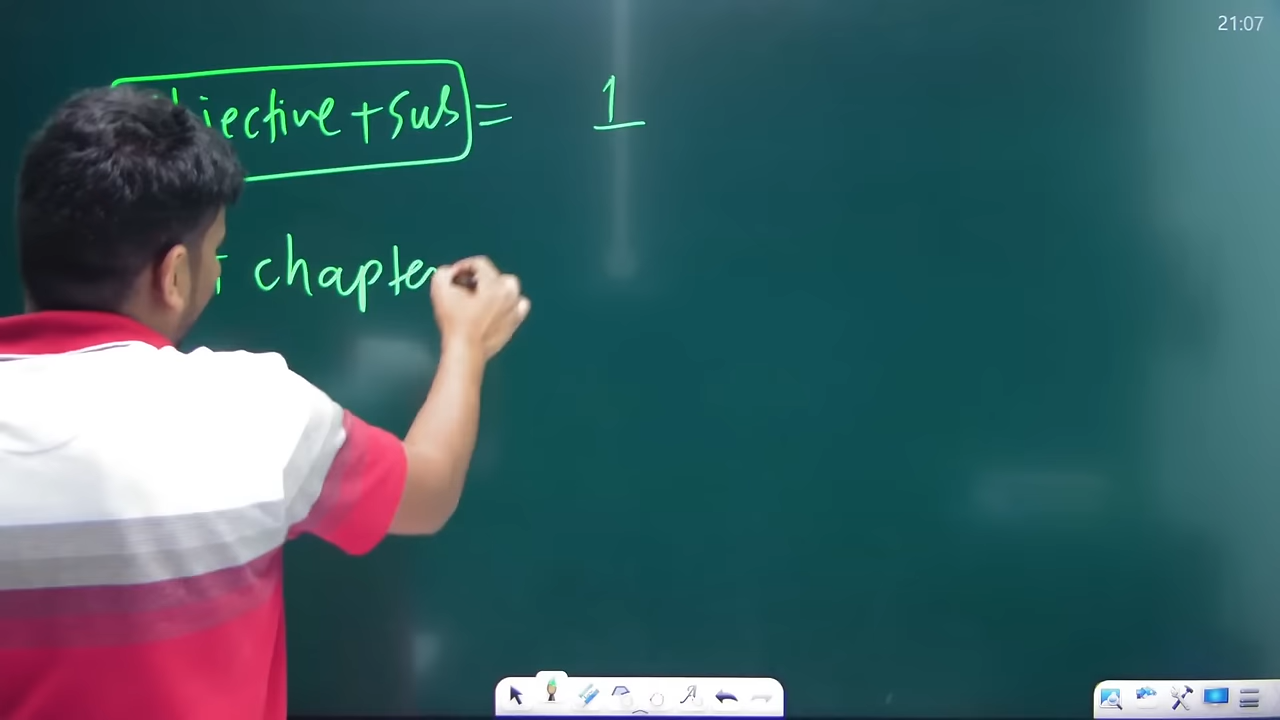 21:07
jective + Sub = 1
chapte